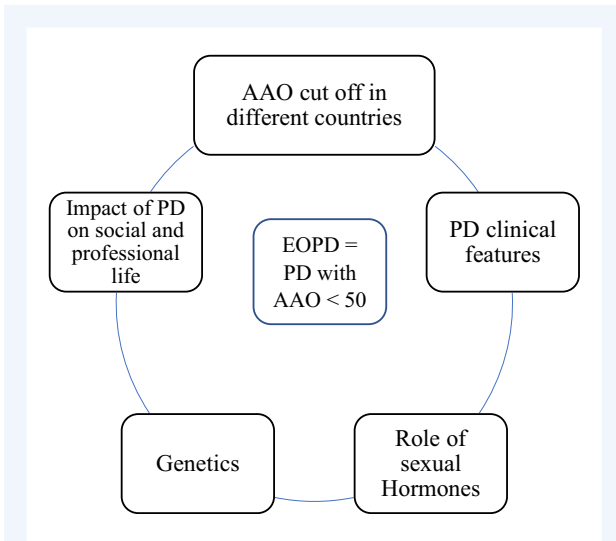 AAO cut off in
different countries
Impact of PD
on social and
professional
life
EOPD =
PD with
AAO < 50
PD clinical
features
Genetics
Role of
sexual
Hormones